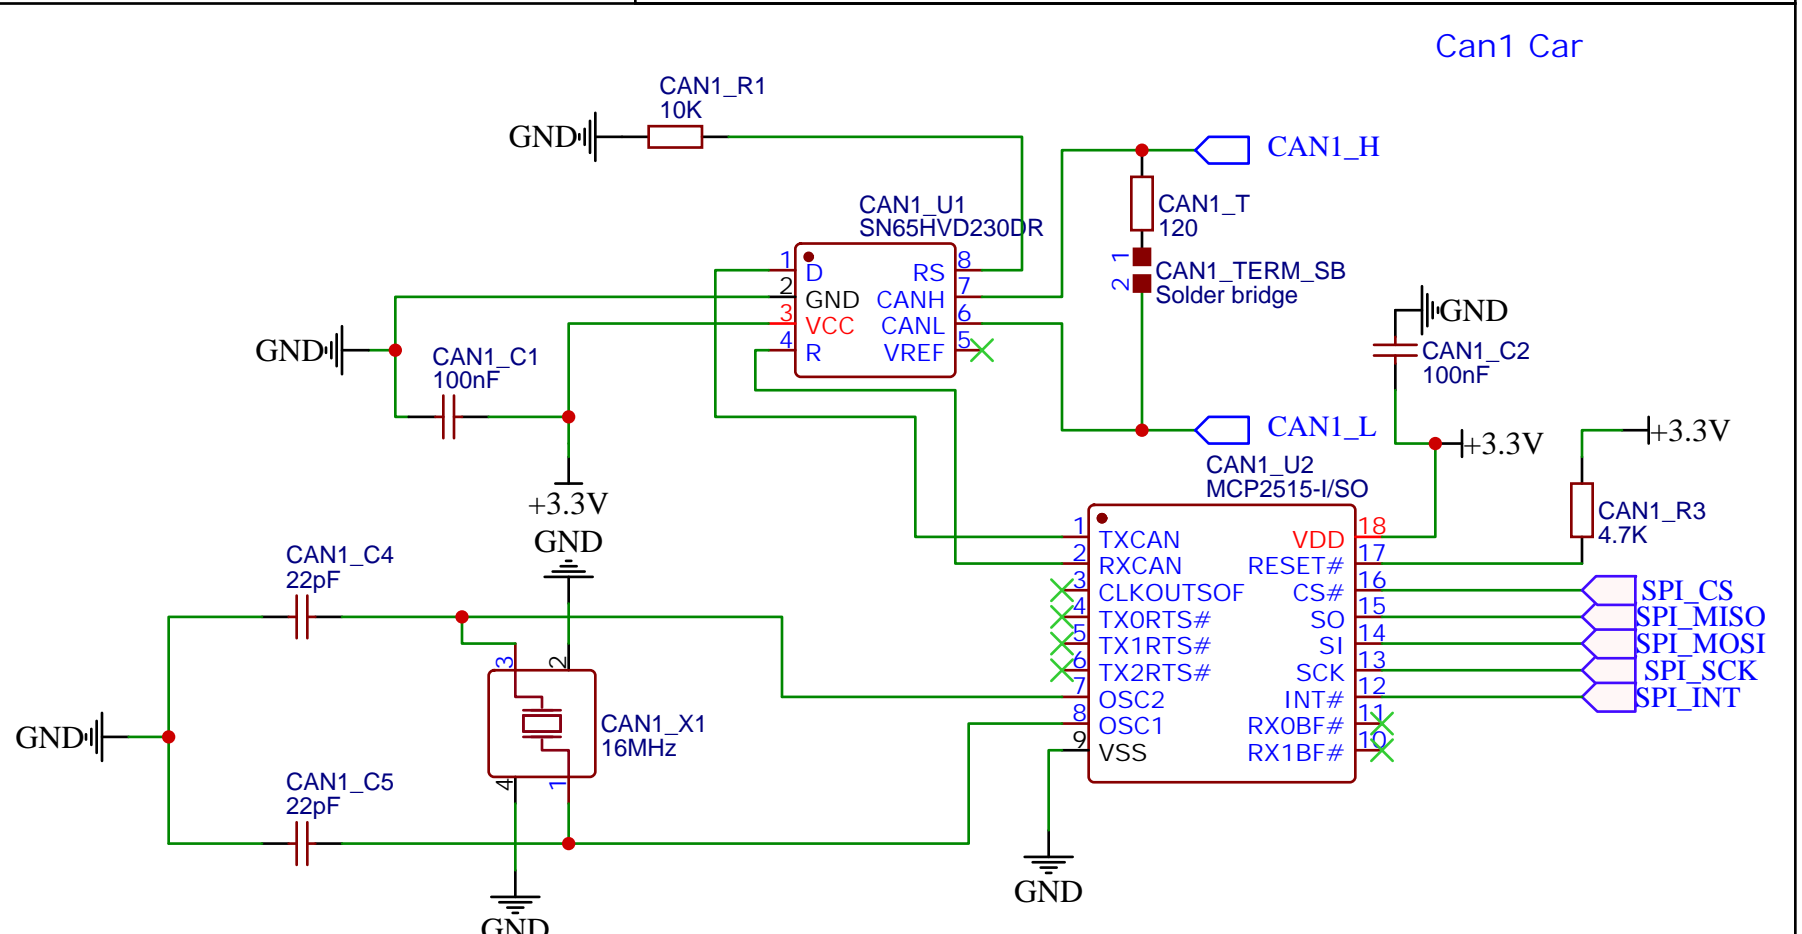 Can1 Car
CAN1_R1
10K
GND
CAN1_H
CAN1_U1
SN65HVD230DR
CAN1_T
120
1
2
CAN1_TERM_SB
Solder bridge
1 D
2 GND
3 VCC
4 R
RS 8
CANH 7
CANL 6
VREF 5
GND
CAN1_C1
100nF
+3.3V
GND
CAN1_C2
100nF
CAN1_L
+3.3V
+3.3V
CAN1_R3
4.7K
CAN1_U2
MCP2515-I/SO
1 TXCAN
2 RXCAN
3 CLKOUTSOF
4 TX0RTS#
5 TX1RTS#
6 TX2RTS#
7 OSC2
8 OSC1
9 VSS
VDD 18
RESET# 17
CS# 16
SO 15
SI 14
SCK 13
INT# 12
RX0BF# 11
RX1BF# 10
SPI_CS
SPI_MISO
SPI_MOSI
SPI_SCK
SPI_INT
GND
CAN1_C4
22pF
3
2
CAN1_X1
16MHz
4
1
GND
CAN1_C5
22pF
GND
GND